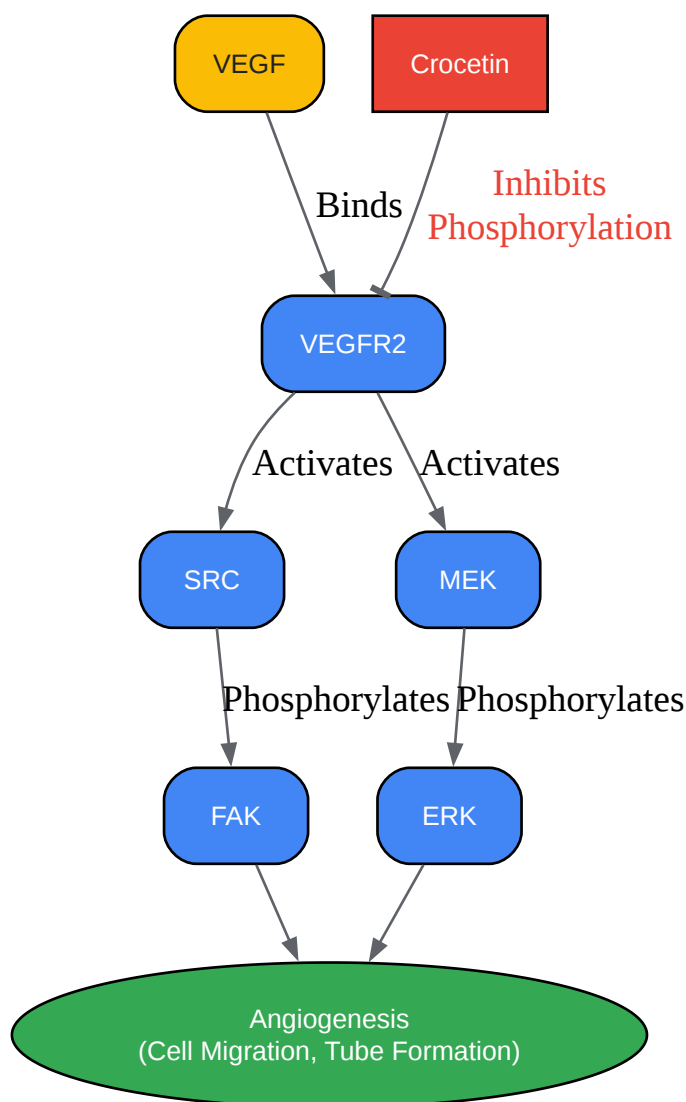 VEGF
Crocetin
Binds
Inhibits
Phosphorylation
VEGFR2
Activates
Activates
SRC
MEK
Phosphorylates
Phosphorylates
FAK
ERK
Angiogenesis
(Cell Migration, Tube Formation)